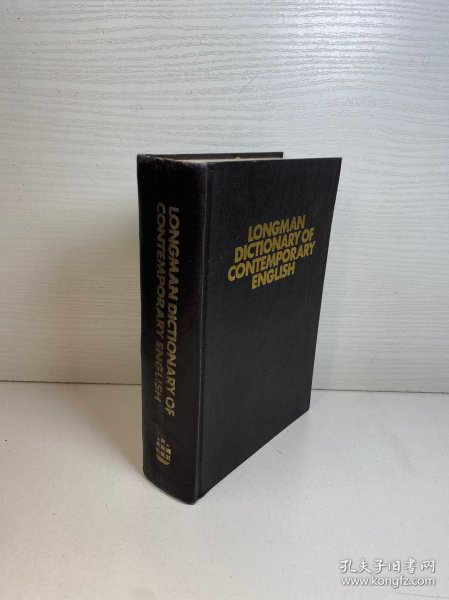 LONGMAN DICTIONARY OF
CONTEMPORARY ENGLISH
LONGMAN
DICTIONARY OF
CONTEMPORARY
ENGLISH
孔夫子旧书网
www.kongfz.com